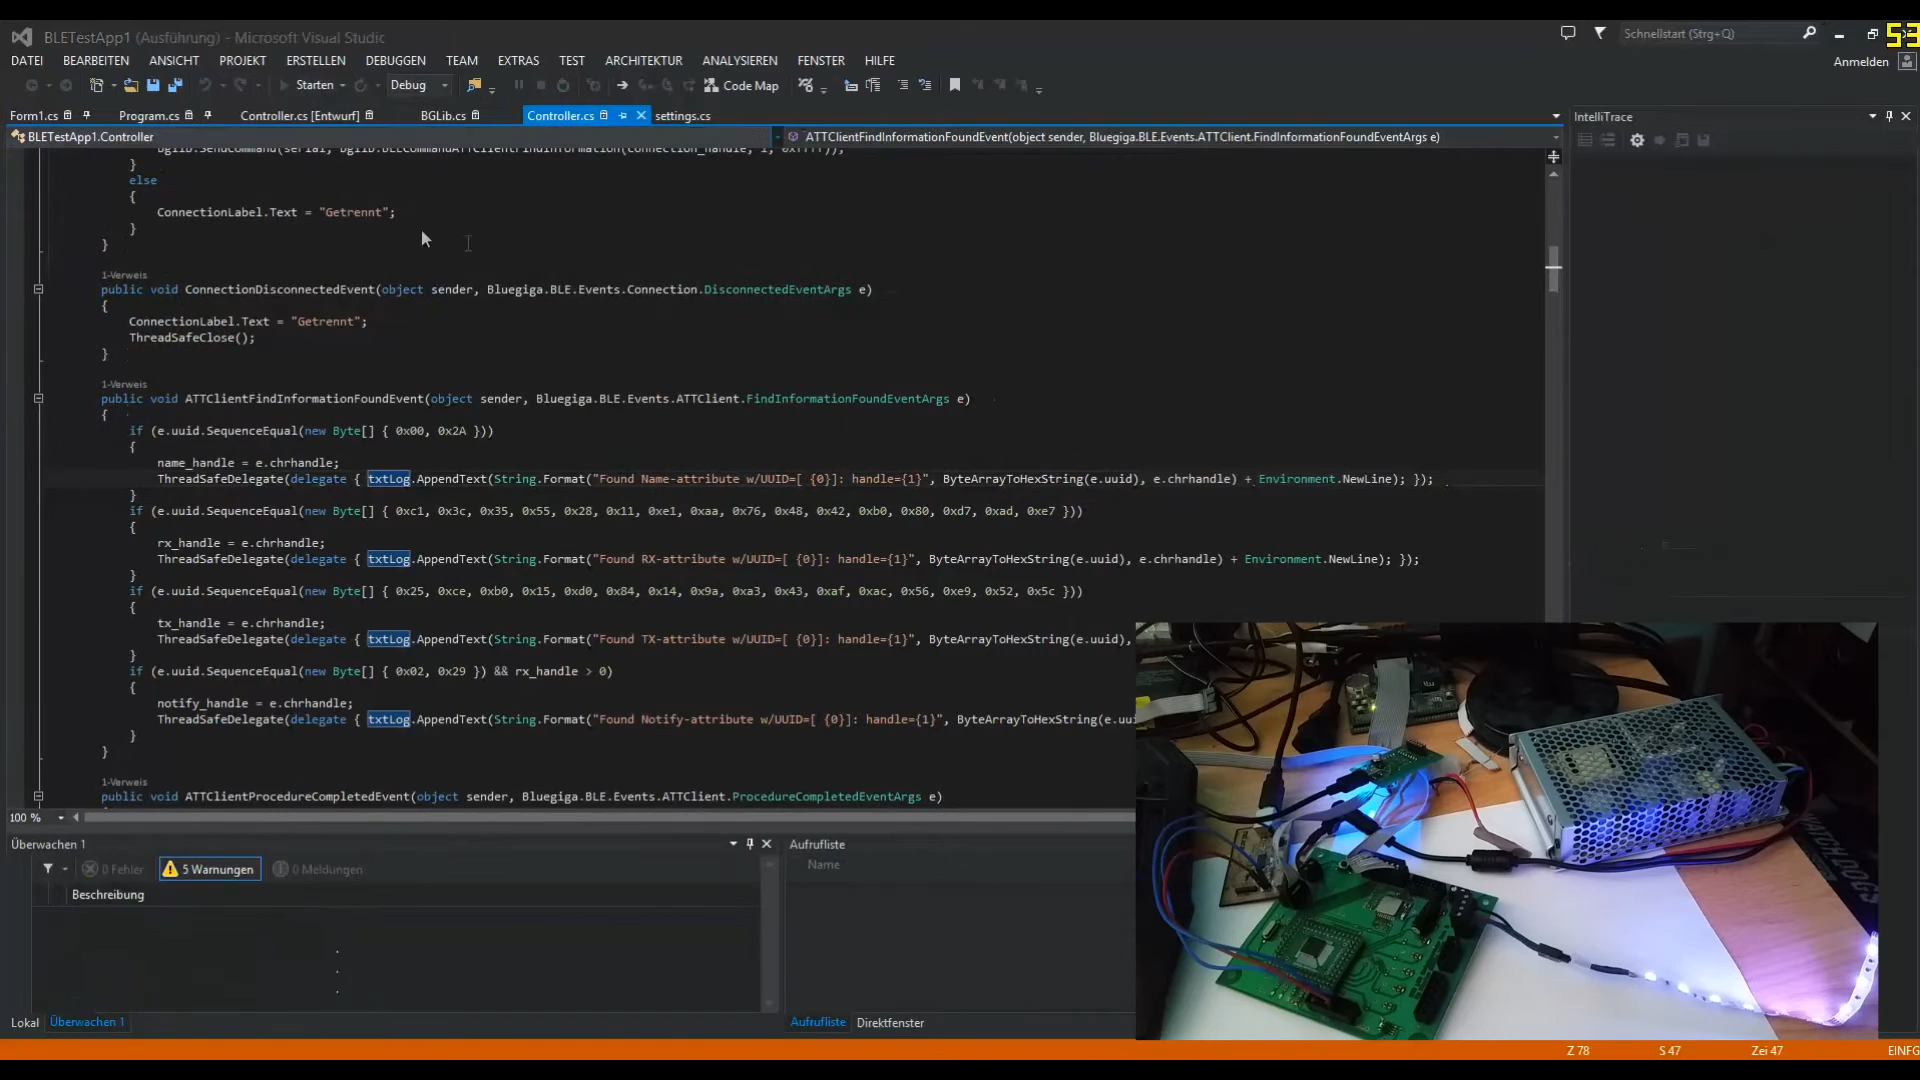 BLETestApp1 (Ausführung) - Microsoft Visual Studio
Schnellstart (Strg+Q)
53
DATEI BEARBEITEN ANSICHT PROJEKT ERSTELLEN DEBUGGEN TEAM EXTRAS TEST ARCHITEKTUR ANALYSIEREN FENSTER HILFE
Anmelden
Starten Debug Code Map
Form1.cs Program.cs Controller.cs [Entwurf] BGLib.cs Controller.cs settings.cs
IntelliTrace
BLETestApp1.Controller
ATTClientFindInformationFoundEvent(object sender, Bluegiga.BLE.Events.ATTClient.FindInformationFoundEventArgs e)
bglib.SendCommand(serial, bglib.BLECommandATTClientFindInformation(connection_handle, 1, 0xffff));
}
else
{
ConnectionLabel.Text = "Getrennt";
}
}
1-Verweis
public void ConnectionDisconnectedEvent(object sender, Bluegiga.BLE.Events.Connection.DisconnectedEventArgs e)
{
ConnectionLabel.Text = "Getrennt";
ThreadSafeClose();
}
1-Verweis
public void ATTClientFindInformationFoundEvent(object sender, Bluegiga.BLE.Events.ATTClient.FindInformationFoundEventArgs e)
{
if (e.uuid.SequenceEqual(new Byte[] { 0x00, 0x2A }))
{
name_handle = e.chrhandle;
ThreadSafeDelegate(delegate { txtLog.AppendText(String.Format("Found Name-attribute w/UUID=[ {0}]: handle={1}", ByteArrayToHexString(e.uuid), e.chrhandle) + Environment.NewLine); });
}
if (e.uuid.SequenceEqual(new Byte[] { 0xc1, 0x3c, 0x35, 0x55, 0x28, 0x11, 0xe1, 0xaa, 0x76, 0x48, 0x42, 0xb0, 0x80, 0xd7, 0xad, 0xe7 }))
{
rx_handle = e.chrhandle;
ThreadSafeDelegate(delegate { txtLog.AppendText(String.Format("Found RX-attribute w/UUID=[ {0}]: handle={1}", ByteArrayToHexString(e.uuid), e.chrhandle) + Environment.NewLine); });
}
if (e.uuid.SequenceEqual(new Byte[] { 0x25, 0xce, 0xb0, 0x15, 0xd0, 0x84, 0x14, 0x9a, 0xa3, 0x43, 0xaf, 0xac, 0x56, 0xe9, 0x52, 0x5c }))
{
tx_handle = e.chrhandle;
ThreadSafeDelegate(delegate { txtLog.AppendText(String.Format("Found TX-attribute w/UUID=[ {0}]: handle={1}", ByteArrayToHexString(e.uuid),
}
if (e.uuid.SequenceEqual(new Byte[] { 0x02, 0x29 }) && rx_handle > 0)
{
notify_handle = e.chrhandle;
ThreadSafeDelegate(delegate { txtLog.AppendText(String.Format("Found Notify-attribute w/UUID=[ {0}]: handle={1}", ByteArrayToHexString(e.uui
}
}
1-Verweis
public void ATTClientProcedureCompletedEvent(object sender, Bluegiga.BLE.Events.ATTClient.ProcedureCompletedEventArgs e)
100 %
Überwachen 1
Aufrufliste
0 Fehler 5 Warnungen 0 Meldungen
Name
Beschreibung
Lokal Überwachen 1
Aufrufliste Direktfenster
Z 78 S 47 Zei 47 EINFG